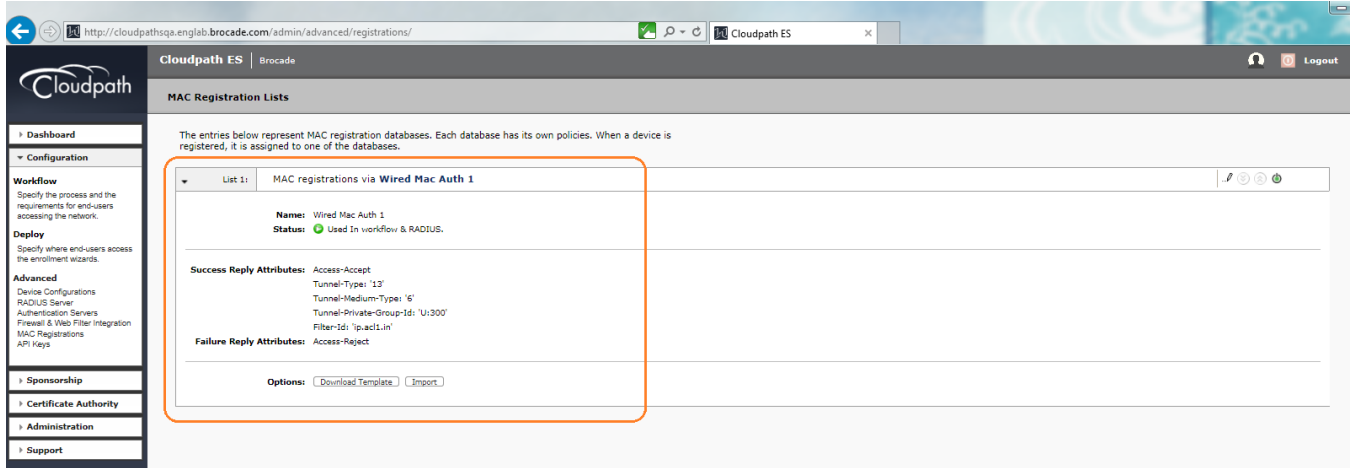 http://cloudpathsqa.englab.brocade.com/admin/advanced/registrations/
Cloudpath ES
Cloudpath
Cloudpath ES | Brocade
Logout
MAC Registration Lists
Dashboard
Configuration
Workflow
Specify the process and the
requirements for end-users
accessing the network.
Deploy
Specify where end-users access
the enrollment wizards.
Advanced
Device Configurations
RADIUS Server
Authentication Servers
Firewall & Web Filter Integration
MAC Registrations
API Keys
Sponsorship
Certificate Authority
Administration
Support
The entries below represent MAC registration databases. Each database has its own policies. When a device is
registered, it is assigned to one of the databases.
List 1: MAC registrations via Wired Mac Auth 1
Name: Wired Mac Auth 1
Status: Used In workflow & RADIUS.
Success Reply Attributes: Access-Accept
Tunnel-Type: '13'
Tunnel-Medium-Type: '6'
Tunnel-Private-Group-Id: 'U:300'
Filter-Id: 'ip.acl1.in'
Failure Reply Attributes: Access-Reject
Options: Download Template Import